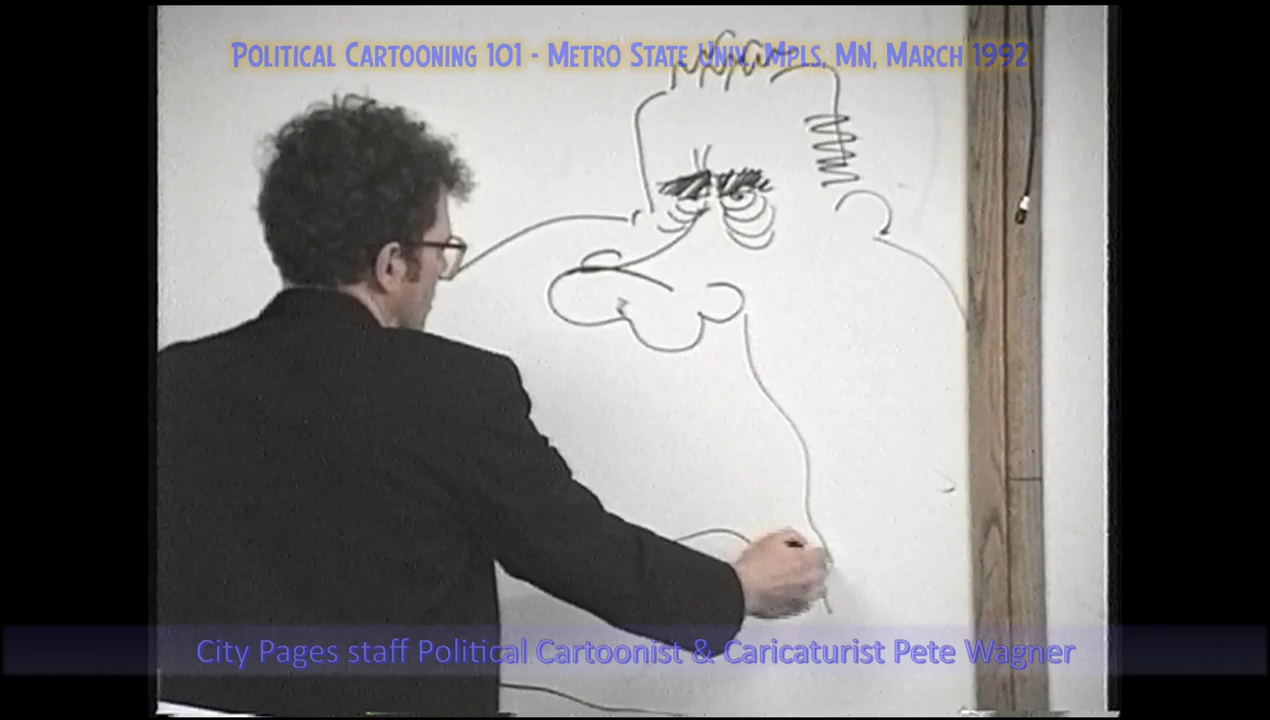 Political Cartooning 101 - Metro State Univ. Mpls, MN, March 1992
City Pages staff Political Cartoonist & Caricaturist Pete Wagner